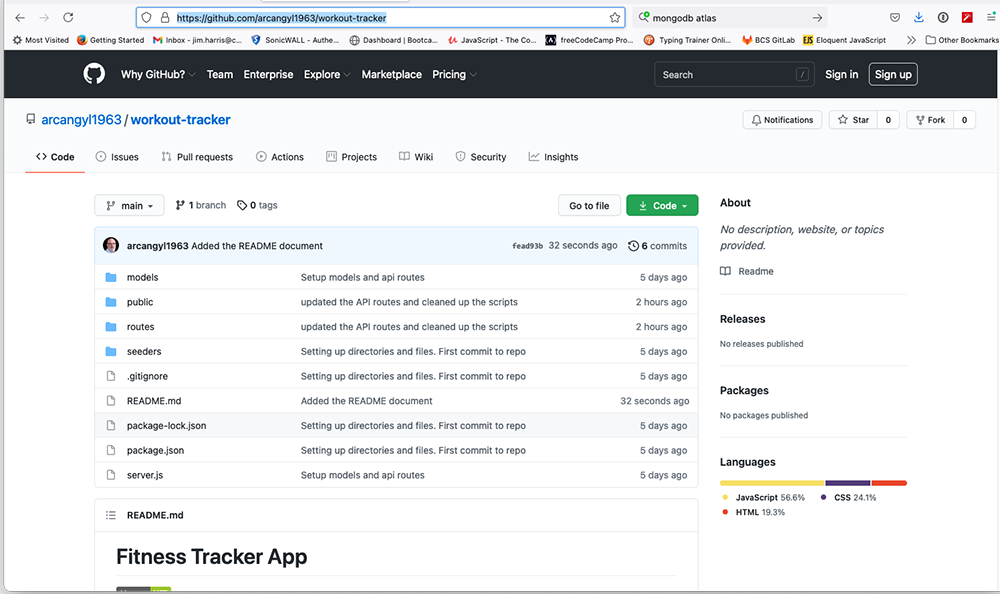 https://github.com/arcangyl1963/workout-tracker mongodb atlas
Most Visited Getting Started Inbox - jim.harris@c... SonicWALL - Authe... Dashboard | Bootca... JavaScript - The Co... freeCodeCamp Pro... Typing Trainer Onli... BCS GitLab Eloquent JavaScript Other Bookmarks
Why GitHub? Team Enterprise Explore Marketplace Pricing Search / Sign in Sign up
arcangyl1963 / workout-tracker Notifications Star 0 Fork 0
Code Issues Pull requests Actions Projects Wiki Security Insights
main 1 branch 0 tags Go to file Code
arcangyl1963 Added the README document fead93b 32 seconds ago 6 commits
models Setup models and api routes 5 days ago
public updated the API routes and cleaned up the scripts 2 hours ago
routes updated the API routes and cleaned up the scripts 2 hours ago
seeders Setting up directories and files. First commit to repo 5 days ago
.gitignore Setting up directories and files. First commit to repo 5 days ago
README.md Added the README document 32 seconds ago
package-lock.json Setting up directories and files. First commit to repo 5 days ago
package.json Setting up directories and files. First commit to repo 5 days ago
server.js Setup models and api routes 5 days ago
README.md
Fitness Tracker App
About
No description, website, or topics
provided.
Readme
Releases
No releases published
Packages
No packages published
Languages
JavaScript 56.6% CSS 24.1%
HTML 19.3%